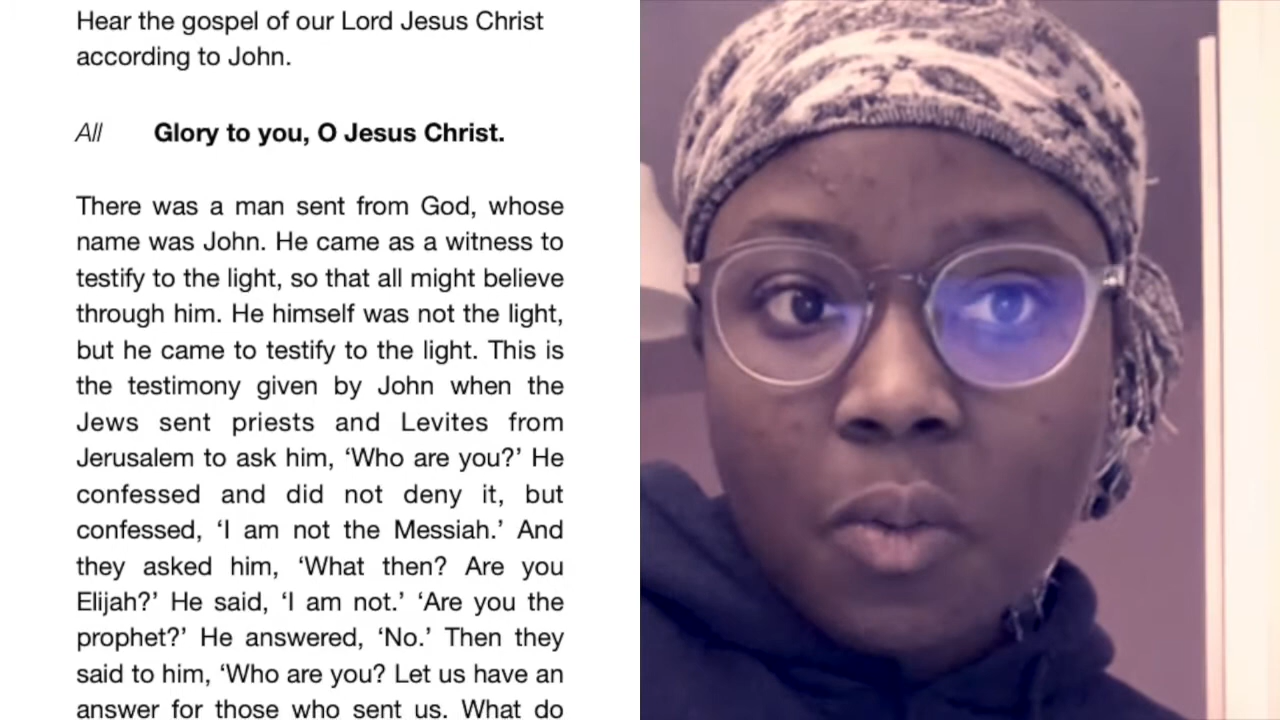 Hear the gospel of our Lord Jesus Christ
according to John.
All Glory to you, O Jesus Christ.
There was a man sent from God, whose
name was John. He came as a witness to
testify to the light, so that all might believe
through him. He himself was not the light,
but he came to testify to the light. This is
the testimony given by John when the
Jews sent priests and Levites from
Jerusalem to ask him, ‘Who are you?’ He
confessed and did not deny it, but
confessed, ‘I am not the Messiah.’ And
they asked him, ‘What then? Are you
Elijah?’ He said, ‘I am not.’ ‘Are you the
prophet?’ He answered, ‘No.’ Then they
said to him, ‘Who are you? Let us have an
answer for those who sent us. What do